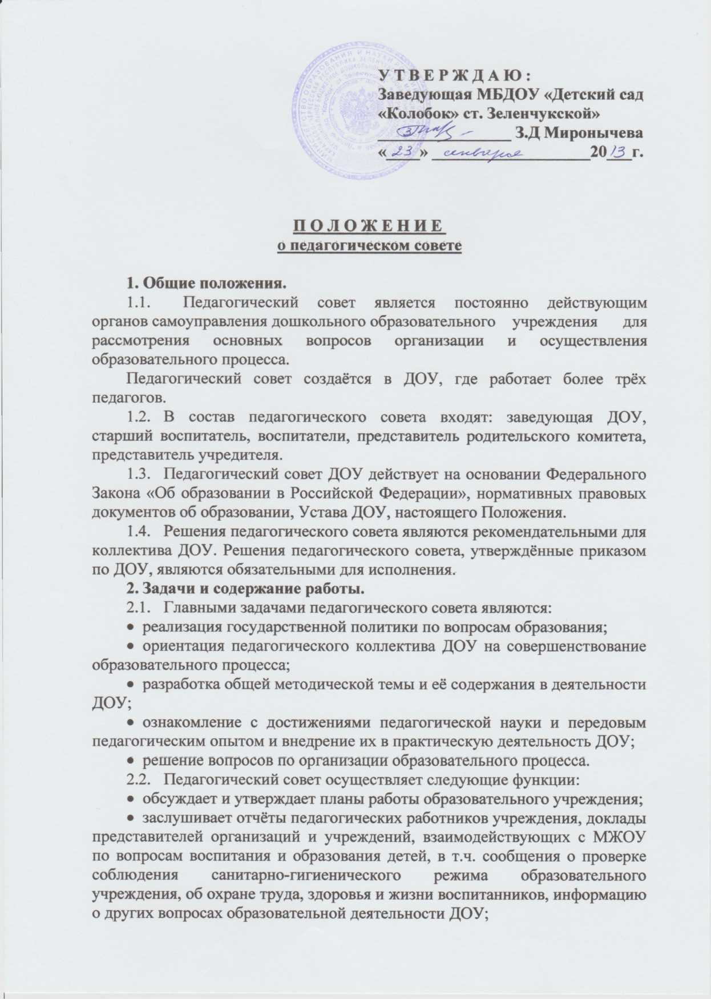 У Т В Е Р Ж Д А Ю :
Заведующая МБДОУ «Детский сад
«Колобок» ст. Зеленчукской»
________________ З.Д Миронычева
«23» января 2013 г.
П О Л О Ж Е Н И Е
о педагогическом совете
1. Общие положения.
1.1. Педагогический совет является постоянно действующим
органов самоуправления дошкольного образовательного учреждения для
рассмотрения основных вопросов организации и осуществления
образовательного процесса.
Педагогический совет создаётся в ДОУ, где работает более трёх
педагогов.
1.2. В состав педагогического совета входят: заведующая ДОУ,
старший воспитатель, воспитатели, представитель родительского комитета,
представитель учредителя.
1.3. Педагогический совет ДОУ действует на основании Федерального
Закона «Об образовании в Российской Федерации», нормативных правовых
документов об образовании, Устава ДОУ, настоящего Положения.
1.4. Решения педагогического совета являются рекомендательными для
коллектива ДОУ. Решения педагогического совета, утверждённые приказом
по ДОУ, являются обязательными для исполнения.
2. Задачи и содержание работы.
2.1. Главными задачами педагогического совета являются:
• реализация государственной политики по вопросам образования;
• ориентация педагогического коллектива ДОУ на совершенствование
образовательного процесса;
• разработка общей методической темы и её содержания в деятельности
ДОУ;
• ознакомление с достижениями педагогической науки и передовым
педагогическим опытом и внедрение их в практическую деятельность ДОУ;
• решение вопросов по организации образовательного процесса.
2.2. Педагогический совет осуществляет следующие функции:
• обсуждает и утверждает планы работы образовательного учреждения;
• заслушивает отчёты педагогических работников учреждения, доклады
представителей организаций и учреждений, взаимодействующих с МЖОУ
по вопросам воспитания и образования детей, в т.ч. сообщения о проверке
соблюдения санитарно-гигиенического режима образовательного
учреждения, об охране труда, здоровья и жизни воспитанников, информацию
о других вопросах образовательной деятельности ДОУ;